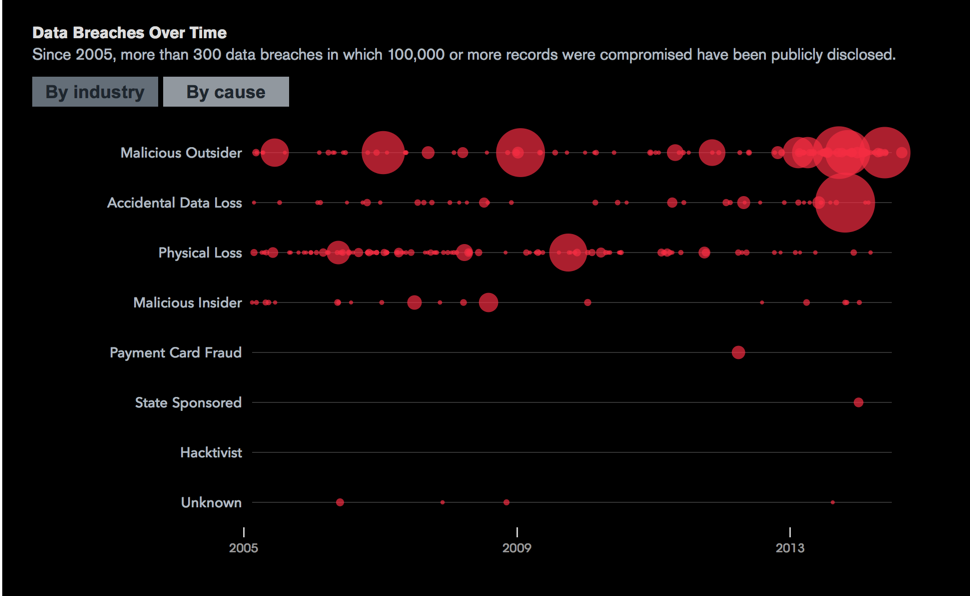 Data Breaches Over Time
Since 2005, more than 300 data breaches in which 100,000 or more records were compromised have been publicly disclosed.
By industry By cause
Malicious Outsider
Accidental Data Loss
Physical Loss
Malicious Insider
Payment Card Fraud
State Sponsored
Hacktivist
Unknown
2005 2009 2013